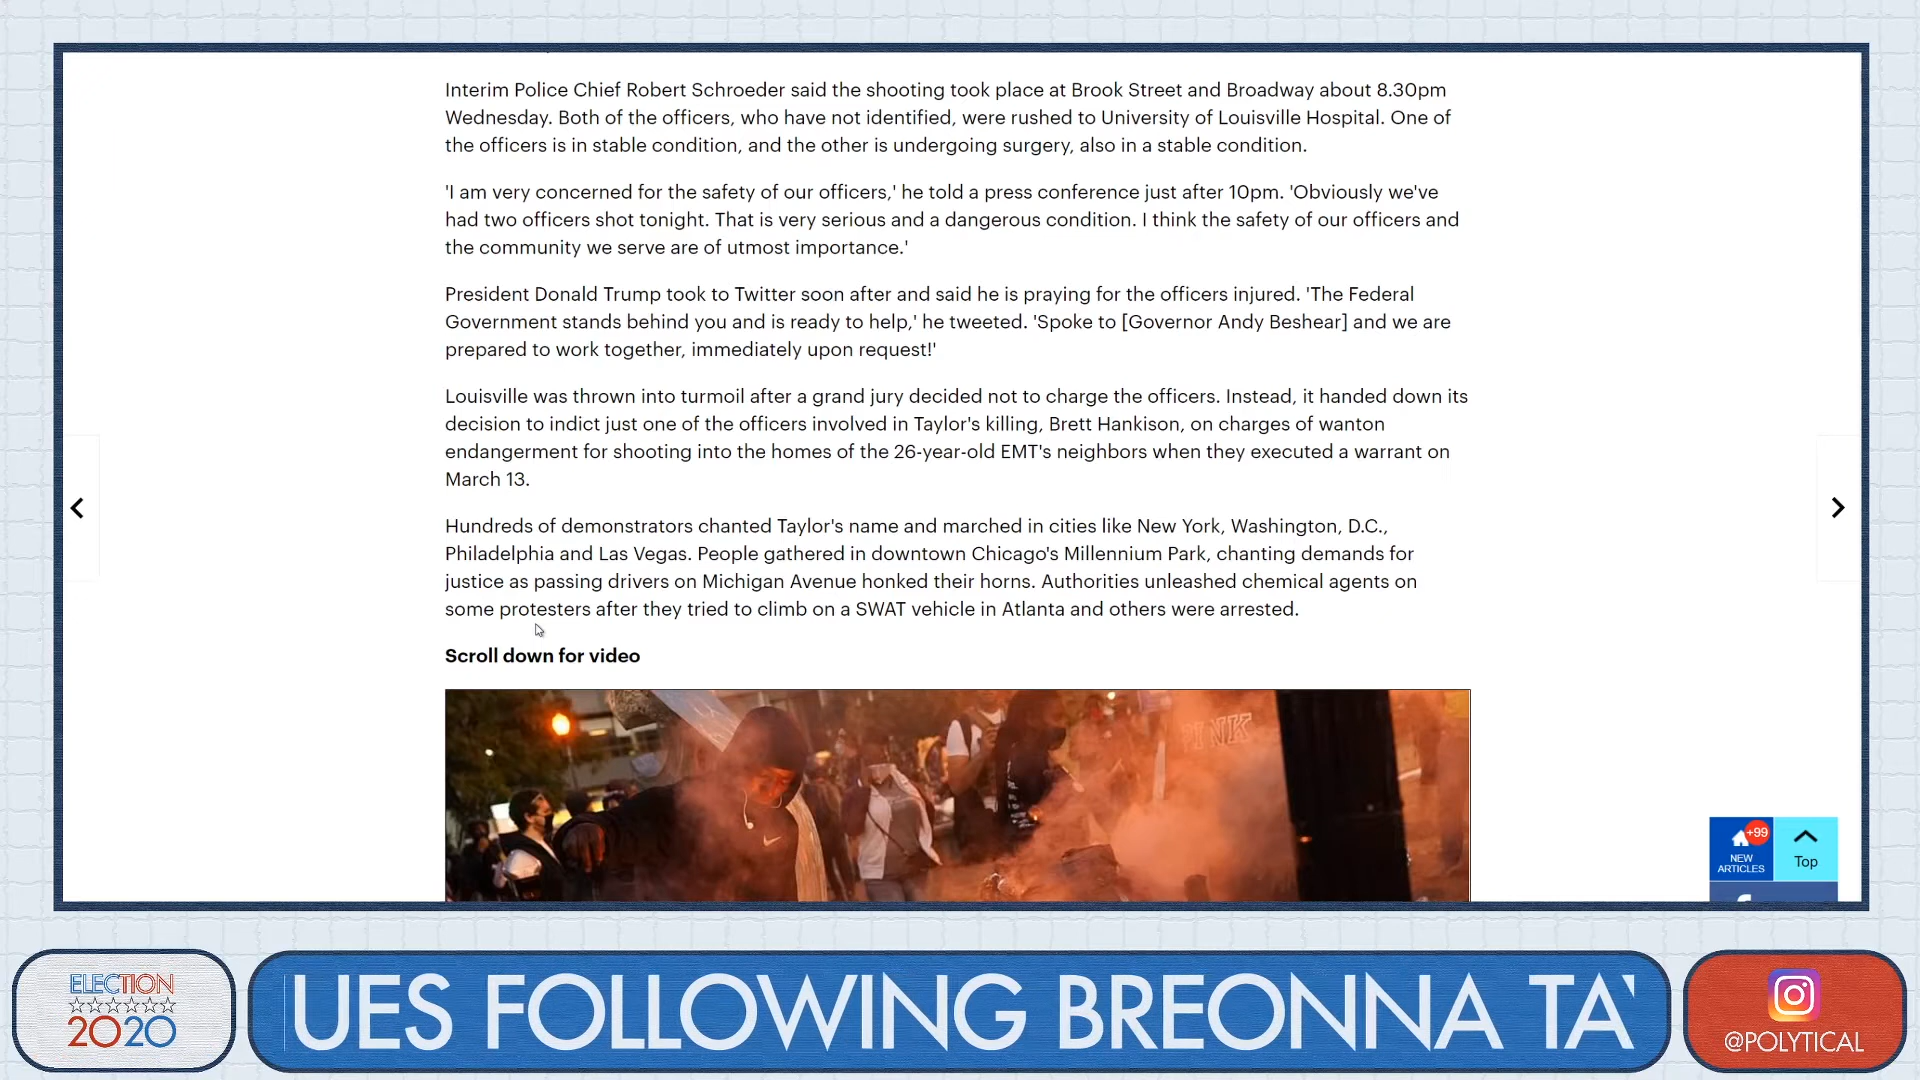 Interim Police Chief Robert Schroeder said the shooting took place at Brook Street and Broadway about 8.30pm
Wednesday. Both of the officers, who have not identified, were rushed to University of Louisville Hospital. One of
the officers is in stable condition, and the other is undergoing surgery, also in a stable condition.
'I am very concerned for the safety of our officers,' he told a press conference just after 10pm. 'Obviously we've
had two officers shot tonight. That is very serious and a dangerous condition. I think the safety of our officers and
the community we serve are of utmost importance.'
President Donald Trump took to Twitter soon after and said he is praying for the officers injured. 'The Federal
Government stands behind you and is ready to help,' he tweeted. 'Spoke to [Governor Andy Beshear] and we are
prepared to work together, immediately upon request!'
Louisville was thrown into turmoil after a grand jury decided not to charge the officers. Instead, it handed down its
decision to indict just one of the officers involved in Taylor's killing, Brett Hankison, on charges of wanton
endangerment for shooting into the homes of the 26-year-old EMT's neighbors when they executed a warrant on
March 13.
Hundreds of demonstrators chanted Taylor's name and marched in cities like New York, Washington, D.C.,
Philadelphia and Las Vegas. People gathered in downtown Chicago's Millennium Park, chanting demands for
justice as passing drivers on Michigan Avenue honked their horns. Authorities unleashed chemical agents on
some protesters after they tried to climb on a SWAT vehicle in Atlanta and others were arrested.
Scroll down for video
PINK
+99
NEW
ARTICLES
Top
ELECTION
2020
UES FOLLOWING BREONNA TA
@POLYTICAL